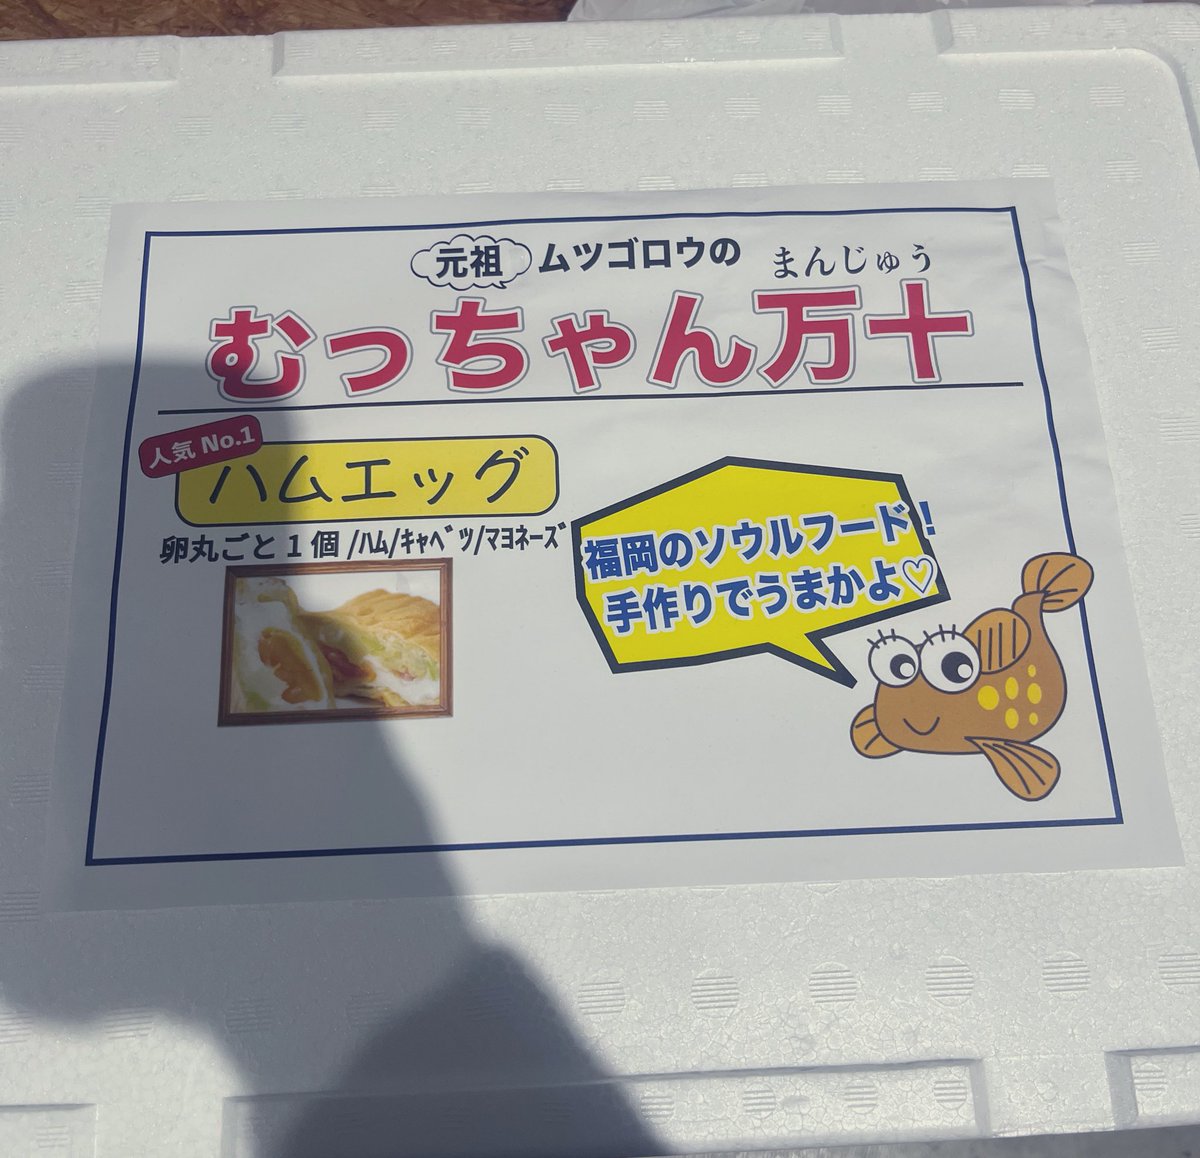 元祖 ムツゴロウの まんじゅう
むっちゃん万十
人気 No.1
ハムエッグ
卵丸ごと1個/ﾊﾑ/ｷｬﾍﾞﾂ/ﾏﾖﾈｰｽﾞ
福岡のソウルフード！
手作りでうまかよ♡